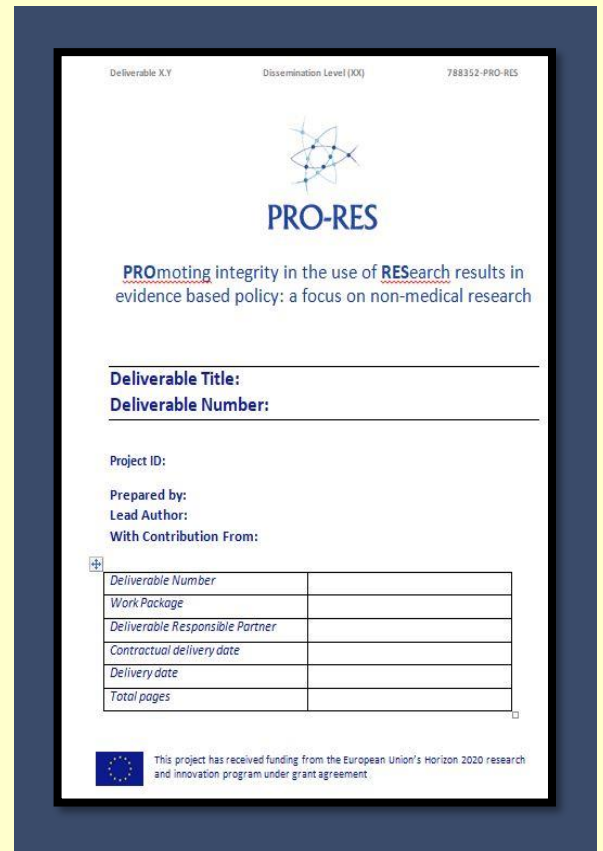 Deliverable X.Y Dissemination Level (XX) 788352-PRO-RES
PRO-RES
PROmoting integrity in the use of RESearch results in
evidence based policy: a focus on non-medical research
Deliverable Title:
Deliverable Number:
Project ID:
Prepared by:
Lead Author:
With Contribution From:
Deliverable Number
Work Package
Deliverable Responsible Partner
Contractual delivery date
Delivery date
Total pages
This project has received funding from the European Union's Horizon 2020 research
and innovation program under grant agreement